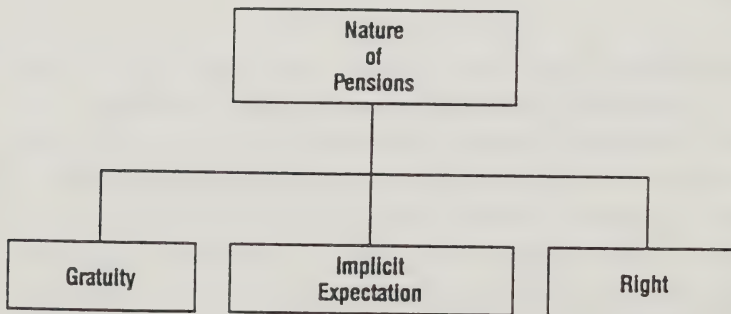 Nature
of
Pensions
Gratuity
Implicit
Expectation
Right